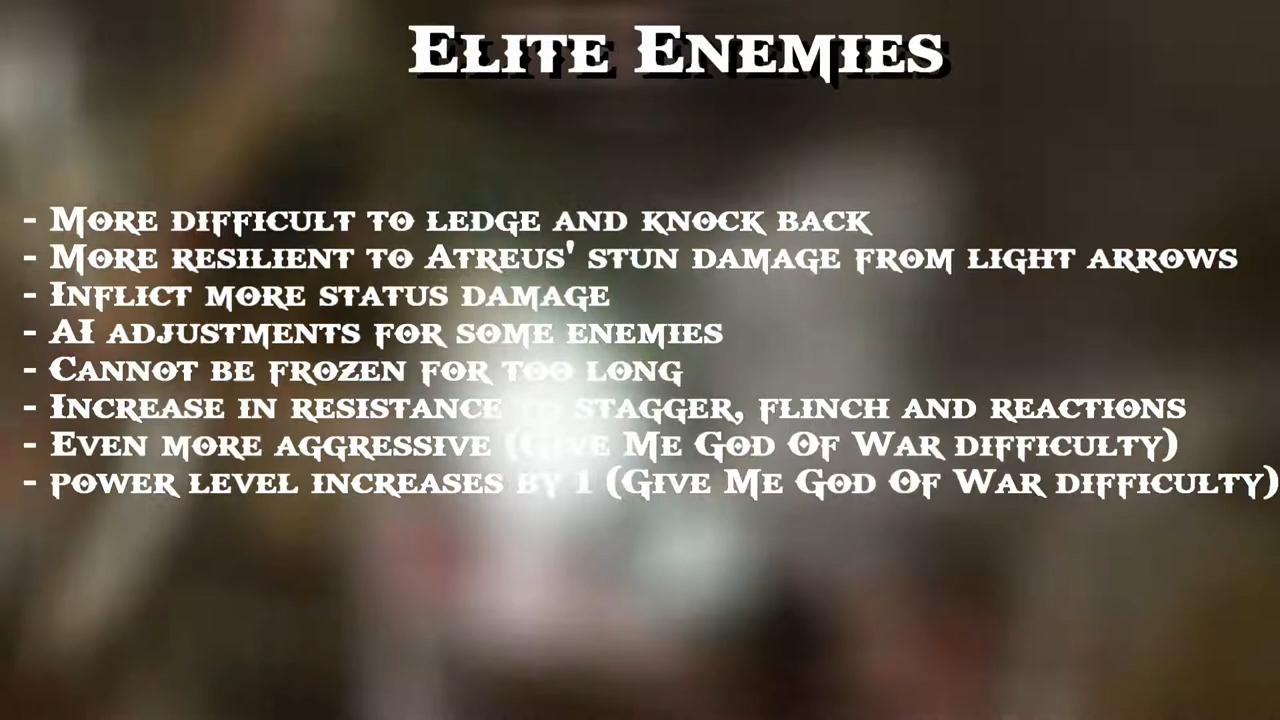 Elite Enemies
- More difficult to ledge and knock back
- More resilient to Atreus' stun damage from light arrows
- Inflict more status damage
- AI adjustments for some enemies
- Cannot be frozen for too long
- Increase in resistance to stagger, flinch and reactions
- Even more aggressive (Give Me God Of War difficulty)
- power level increases by 1 (Give Me God Of War difficulty)